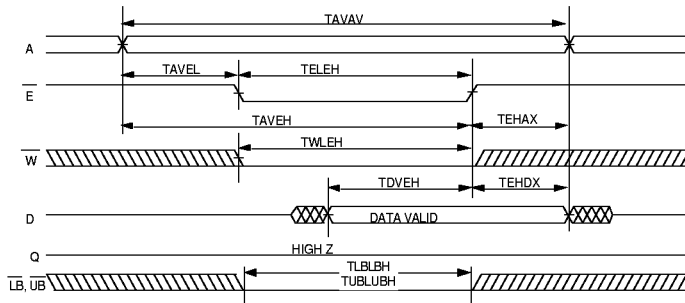 TAVAV
A
TAVEL TELEH
E
TAVEH TEHAX
TWLEH
W
TDVEH TEHDX
D DATA VALID
Q HIGH Z
TLBLBH
TUBLUBH
LB, UB